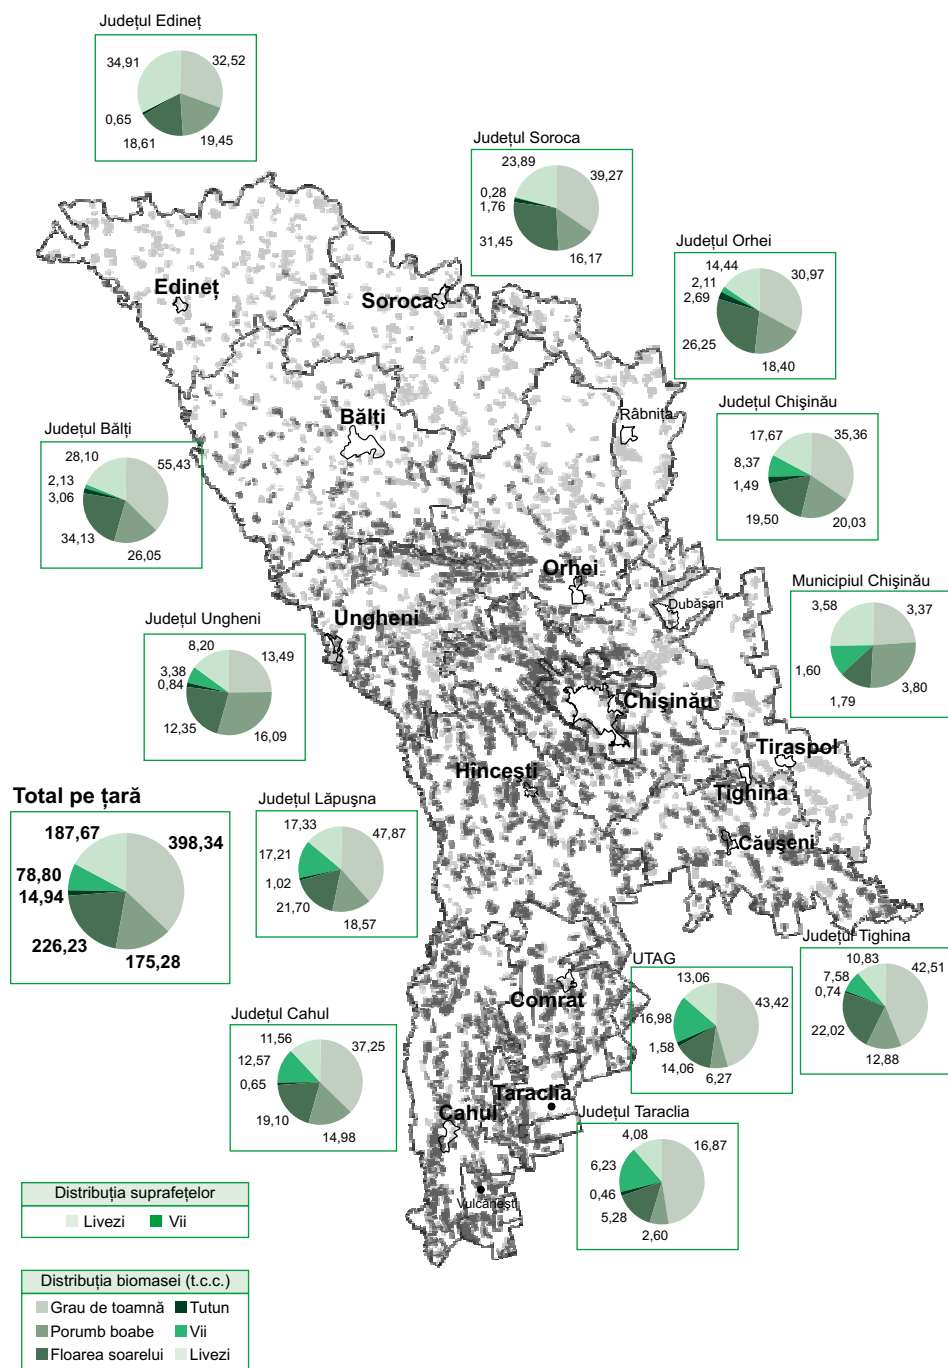 Județul Edineț
34,91
32,52
0,65
18,61
19,45
Județul Soroca
23,89
39,27
0,28
1,76
31,45
16,17
Județul Orhei
14,44
30,97
2,11
2,69
26,25
18,40
Edineț
Soroca
Bălți
Râbnița
Județul Chişinău
17,67
35,36
8,37
1,49
19,50
20,03
Județul Bălți
28,10
55,43
2,13
3,06
34,13
26,05
Orhei
Dubăsari
Municipiul Chişinău
3,58
3,37
1,60
1,79
3,80
Ungheni
Județul Ungheni
8,20
13,49
3,38
0,84
12,35
16,09
Chişinău
Tiraspol
Hînceşti
Tighina
Căuşeni
Total pe țară
187,67
398,34
78,80
14,94
226,23
175,28
Județul Lăpuşna
17,33
47,87
17,21
1,02
21,70
18,57
Județul Tighina
10,83
42,51
7,58
0,74
22,02
12,88
UTAG
13,06
43,42
16,98
1,58
14,06
6,27
Comrat
Județul Cahul
11,56
37,25
12,57
0,65
19,10
14,98
Taraclia
Cahul
Județul Taraclia
4,08
16,87
6,23
0,46
5,28
2,60
Vulcăneşti
Distribuția suprafețelor
Livezi Vii
Distribuția biomasei (t.c.c.)
Grau de toamnă Tutun
Porumb boabe Vii
Floarea soarelui Livezi